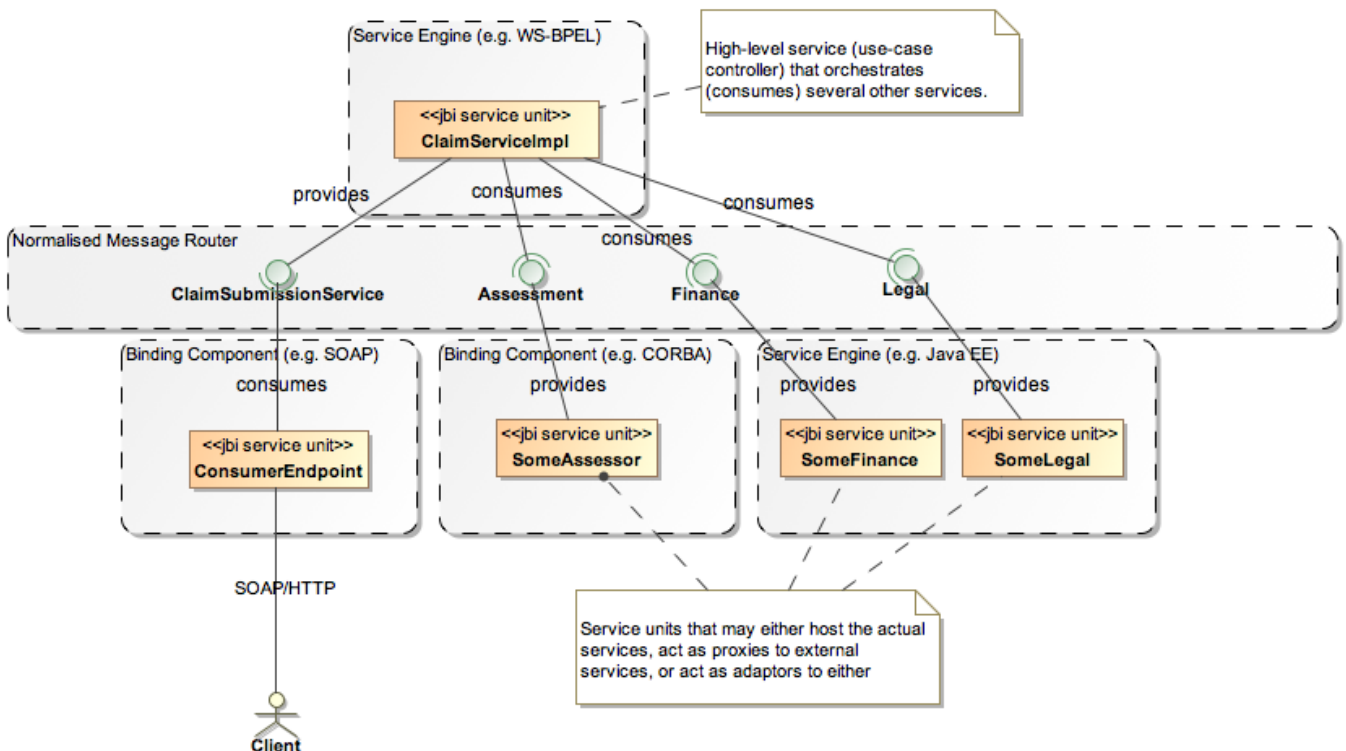 Service Engine (e.g. WS-BPEL)
High-level service (use-case
controller) that orchestrates
(consumes) several other services.
<<jbi service unit>>
ClaimServiceImpl
provides
consumes
consumes
consumes
Normalised Message Router
ClaimSubmissionService
Assessment
Finance
Legal
Binding Component (e.g. SOAP)
consumes
<<jbi service unit>>
ConsumerEndpoint
Binding Component (e.g. CORBA)
provides
<<jbi service unit>>
SomeAssessor
Service Engine (e.g. Java EE)
provides
provides
<<jbi service unit>>
SomeFinance
<<jbi service unit>>
SomeLegal
SOAP/HTTP
Service units that may either host the actual
services, act as proxies to external
services, or act as adaptors to either
Client